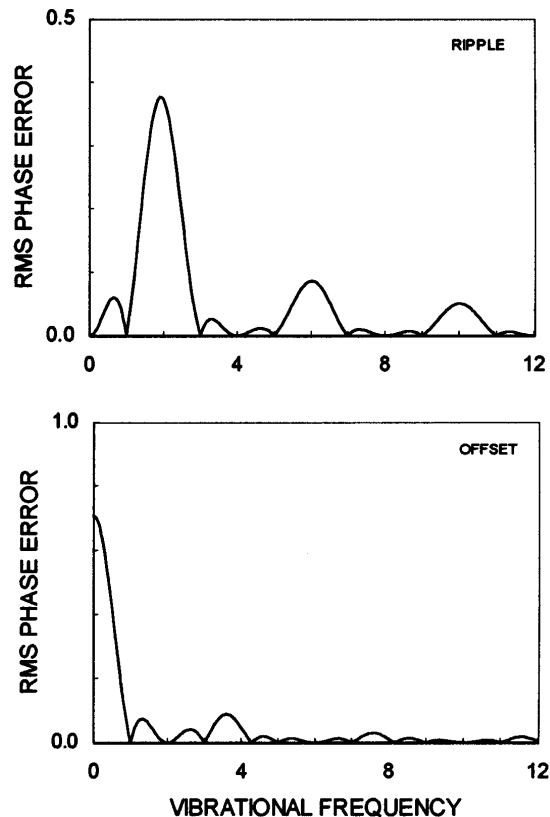 0.5
RIPPLE
RMS PHASE ERROR
0.0
0 4 8 12
1.0
OFFSET
RMS PHASE ERROR
0.0
0 4 8 12
VIBRATIONAL FREQUENCY